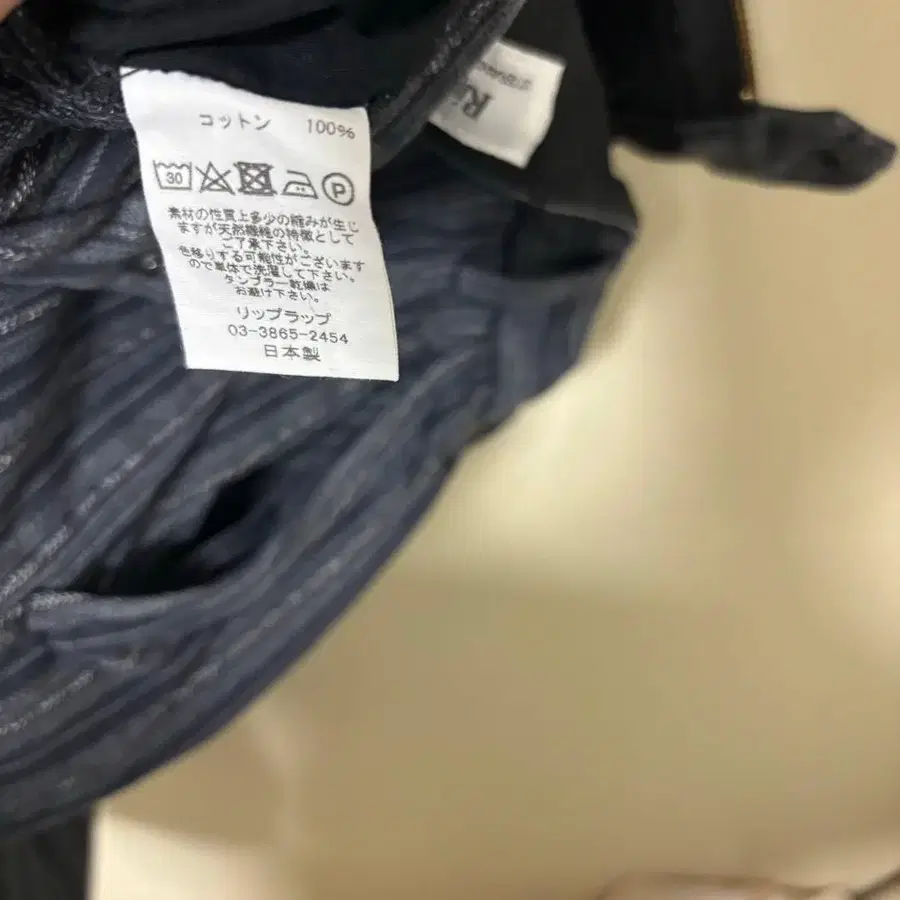 コットン 100%
30
P
素材の性質上多少の縮みが生じ
ますが天然繊維の特徴として
ご了承下さい。
色移りする可能性がございます
ので単体で洗濯して下さい。
タンブラー乾燥は
お避け下さい。
リップラップ
03-3865-2454
日本製
Ri